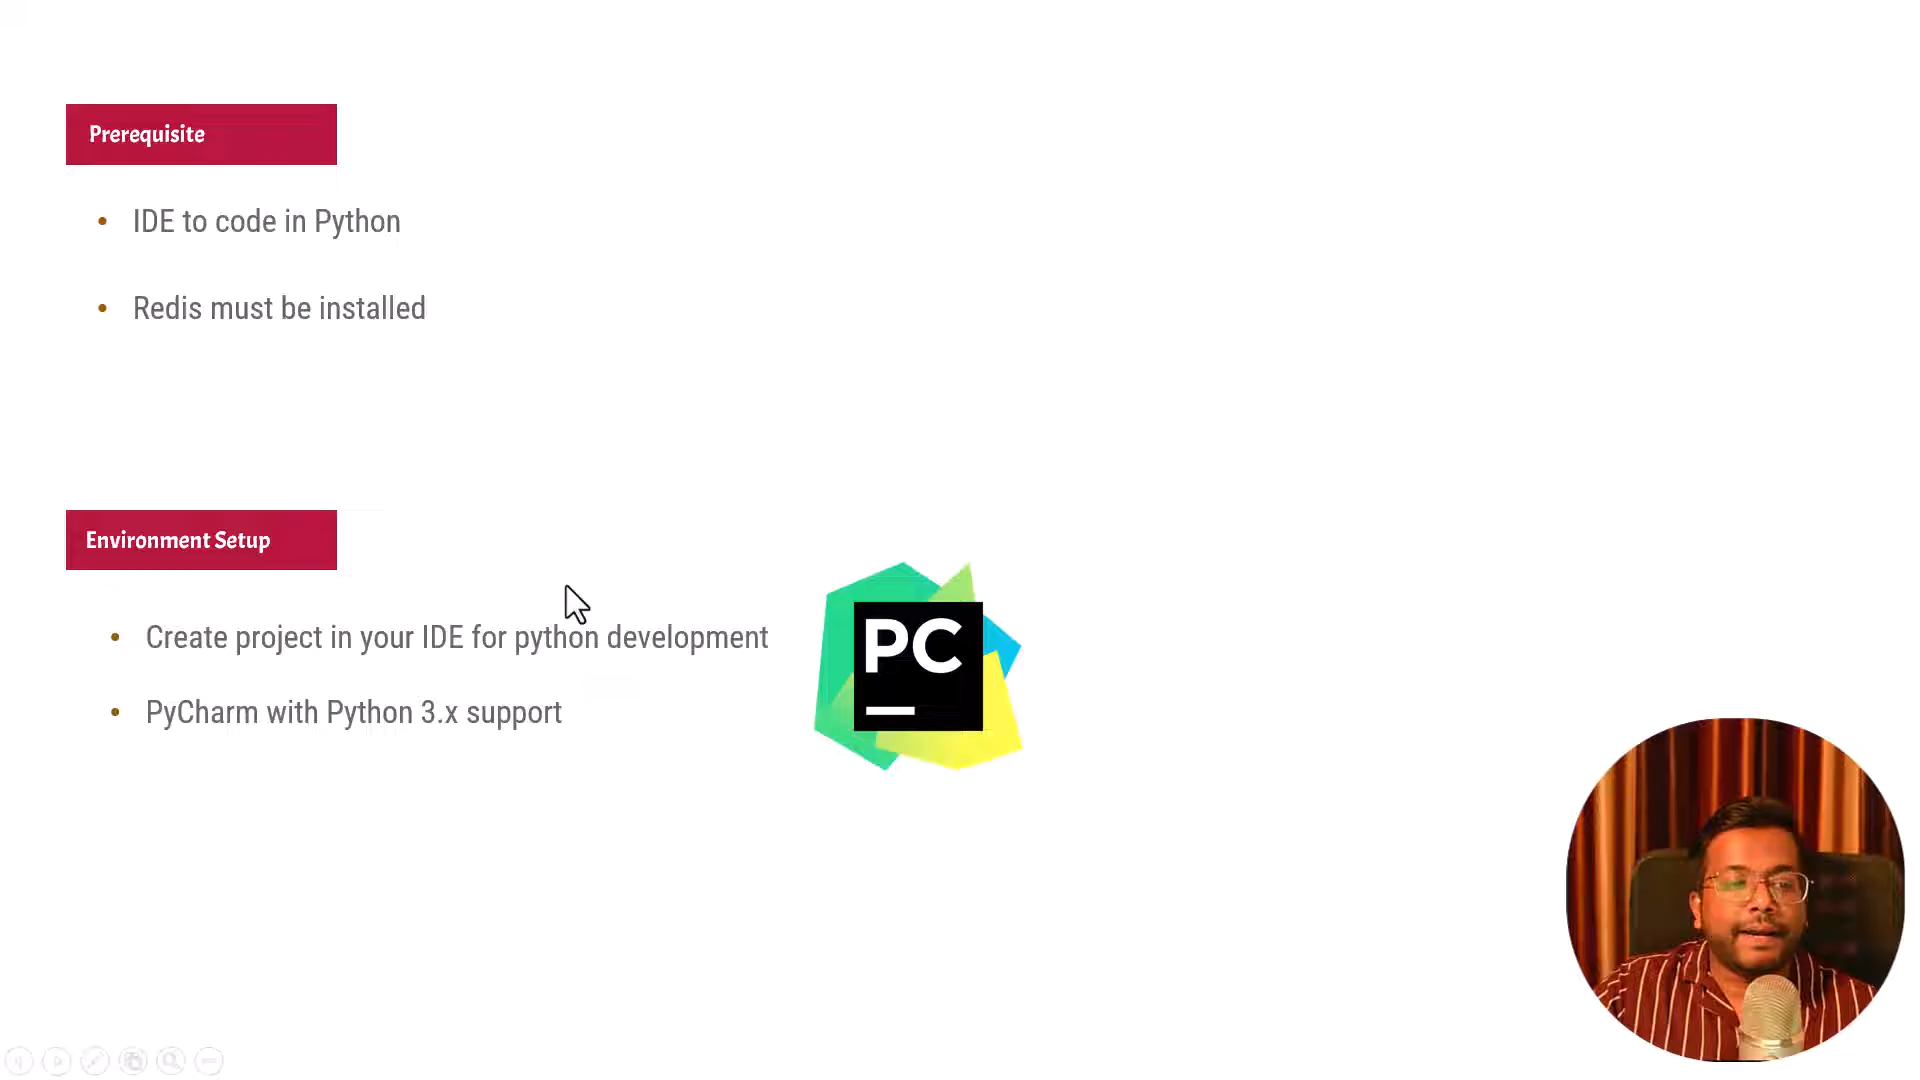 Prerequisite
IDE to code in Python
Redis must be installed
Environment Setup
Create project in your IDE for python development
PyCharm with Python 3.x support
PC